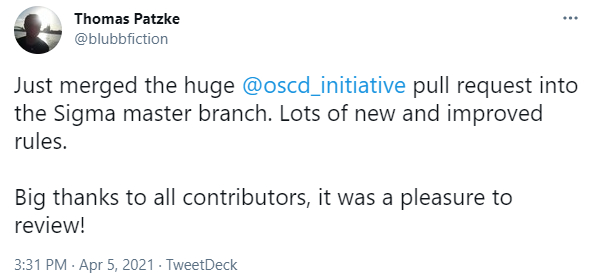 Thomas Patzke
@blubbfiction
Just merged the huge @oscd_initiative pull request into
the Sigma master branch. Lots of new and improved
rules.
Big thanks to all contributors, it was a pleasure to
review!
3:31 PM · Apr 5, 2021 · TweetDeck